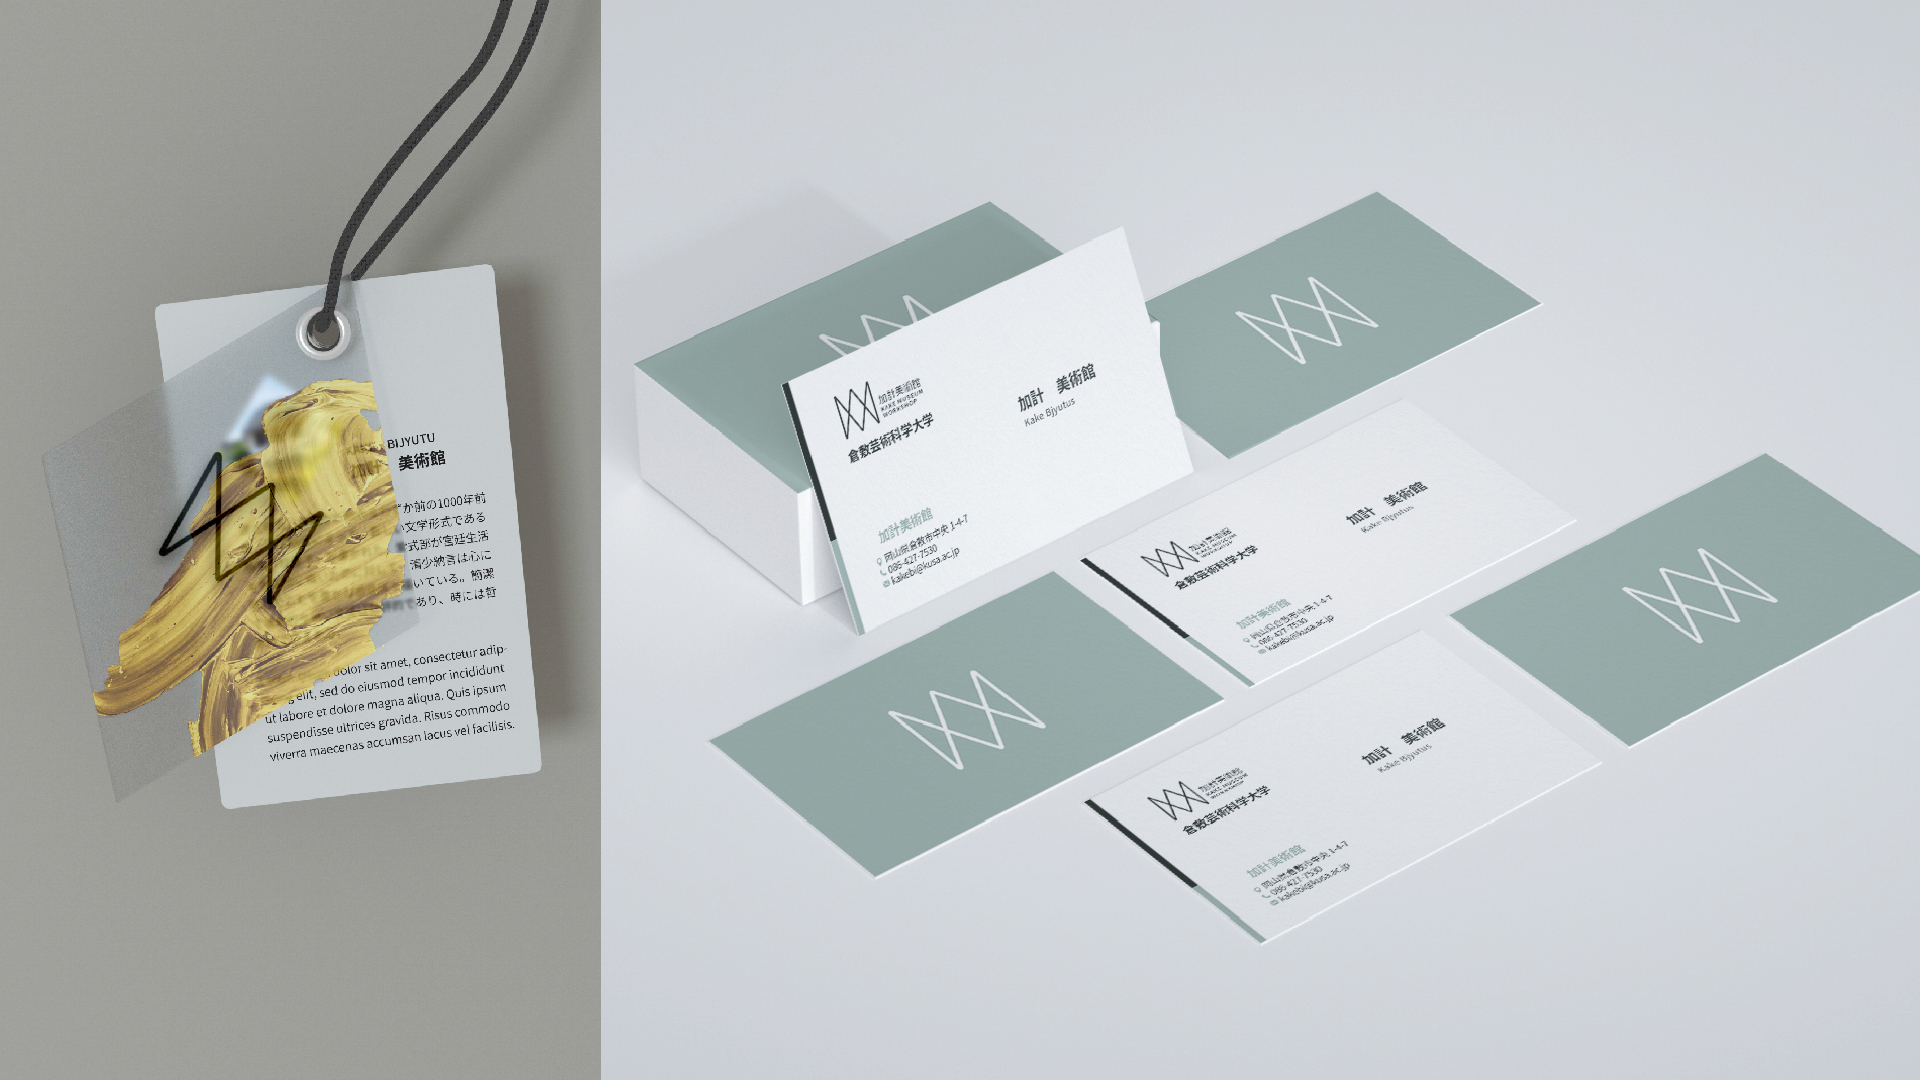 BIJYUTU
美術館
か前の1000年前
文字形式である
式部が宮廷生活
清少納言は心に
いている。簡潔
であり、時には哲
dolor sit amet, consectetur adip-
elit, sed do eiusmod tempor incididunt
ut labore et dolore magna aliqua. Quis ipsum
suspendisse ultrices gravida. Risus commodo
viverra maecenas accumsan lacus vel facilisis.
加計美術館
KAKE MUSEUM
WORKSHOP
倉敷芸術科学大学
加計 美術館
Kake Bjyutus
加計美術館
岡山県倉敷市中央 1-4-7
086-427-7530
kakebi@kusa.ac.jp
加計美術館
KAKE MUSEUM
WORKSHOP
倉敷芸術科学大学
加計 美術館
Kake Bjyutus
加計美術館
岡山県倉敷市中央 1-4-7
086-427-7530
kakebi@kusa.ac.jp
加計美術館
KAKE MUSEUM
WORKSHOP
倉敷芸術科学大学
加計 美術館
Kake Bjyutus
加計美術館
岡山県倉敷市中央 1-4-7
086-427-7530
kakebi@kusa.ac.jp